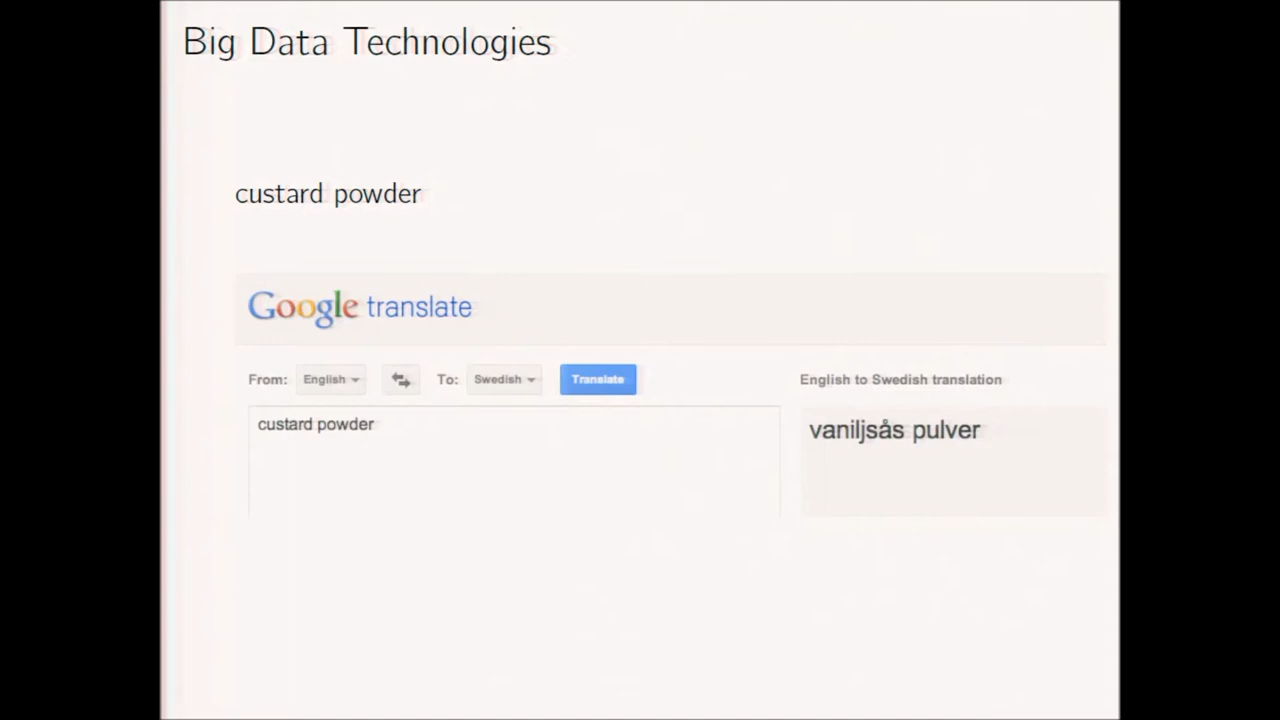 Big Data Technologies
custard powder
Google translate
From: English To: Swedish Translate
English to Swedish translation
custard powder
vaniljsås pulver